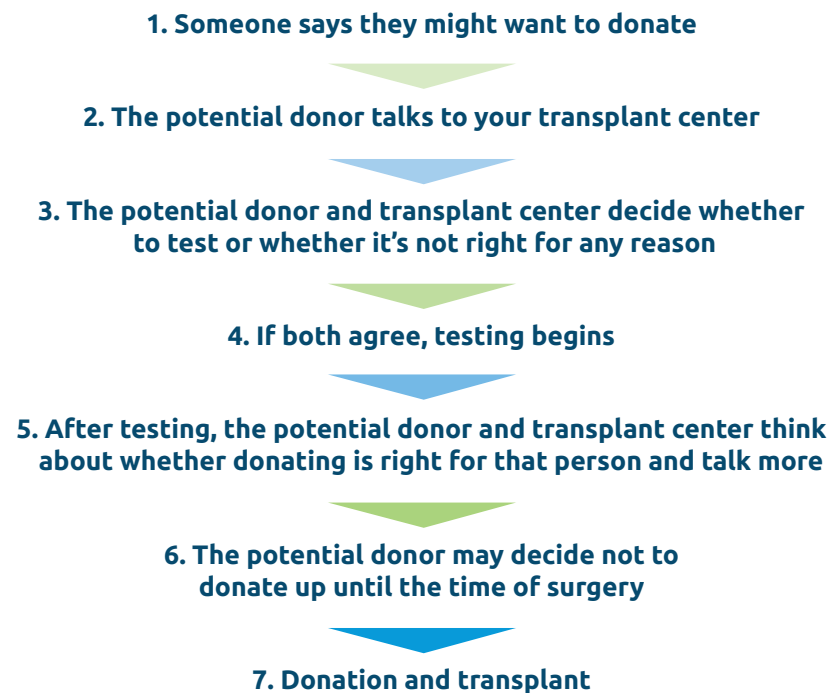 1. Someone says they might want to donate
2. The potential donor talks to your transplant center
3. The potential donor and transplant center decide whether
to test or whether it’s not right for any reason
4. If both agree, testing begins
5. After testing, the potential donor and transplant center think
about whether donating is right for that person and talk more
6. The potential donor may decide not to
donate up until the time of surgery
7. Donation and transplant